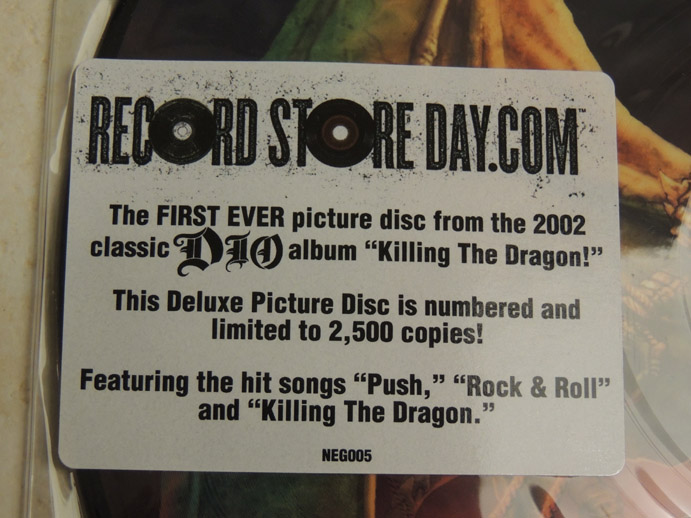 RECORD STORE DAY.COM™
The FIRST EVER picture disc from the 2002
classic DIO album “Killing The Dragon!”
This Deluxe Picture Disc is numbered and
limited to 2,500 copies!
Featuring the hit songs “Push,” “Rock & Roll”
and “Killing The Dragon.”
NEG005